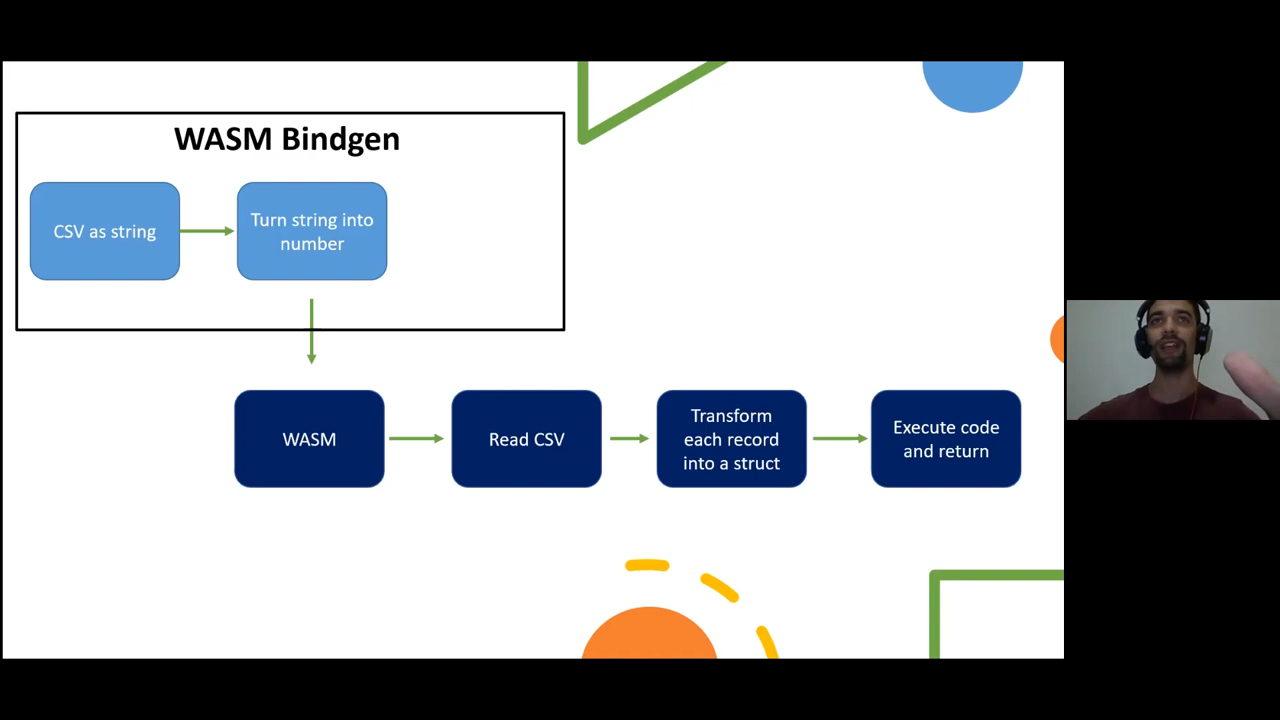 WASM Bindgen
CSV as string
Turn string into
number
WASM
Read CSV
Transform
each record
into a struct
Execute code
and return